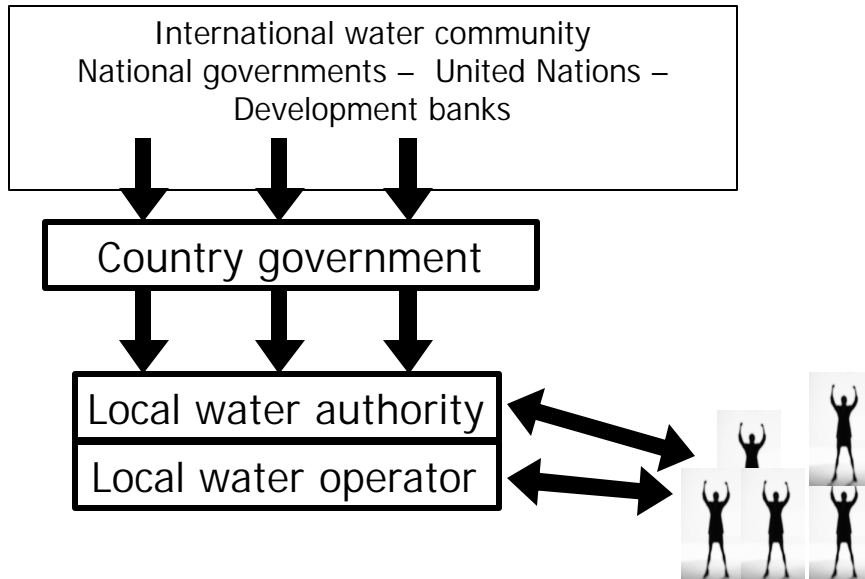 International water community
National governments – United Nations –
Development banks
Country government
Local water authority
Local water operator